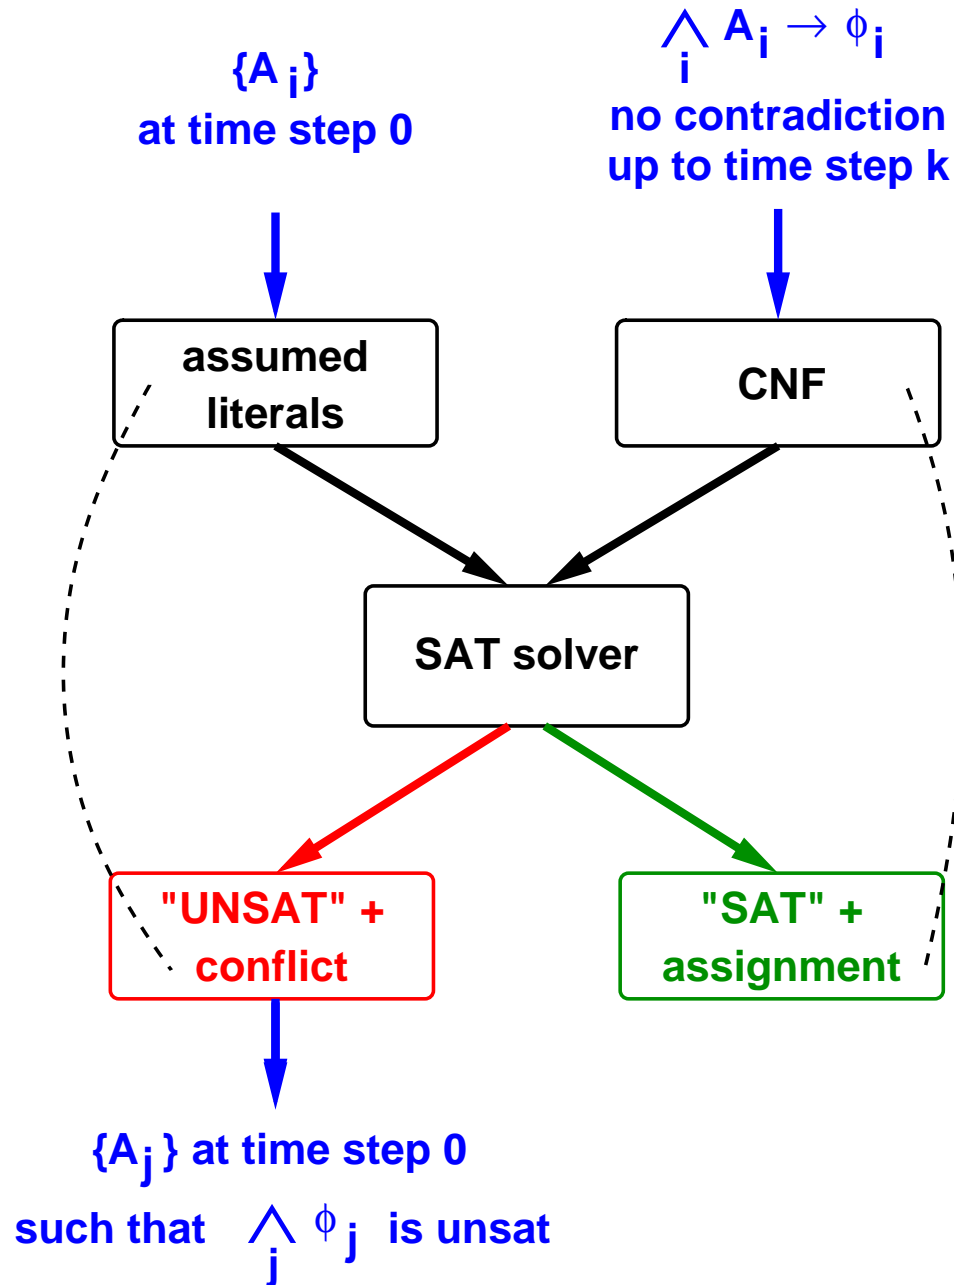 {A i}
at time step 0
⋀ i A i → ϕ i
no contradiction
up to time step k
assumed
literals
CNF
SAT solver
"UNSAT" +
conflict
"SAT" +
assignment
{A j } at time step 0
such that ⋀ j ϕ j is unsat